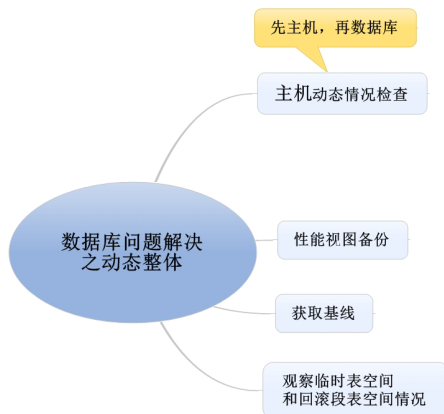 先主机，再数据库
主机动态情况检查
数据库问题解决
之动态整体
性能视图备份
获取基线
观察临时表空间
和回滚段表空间情况